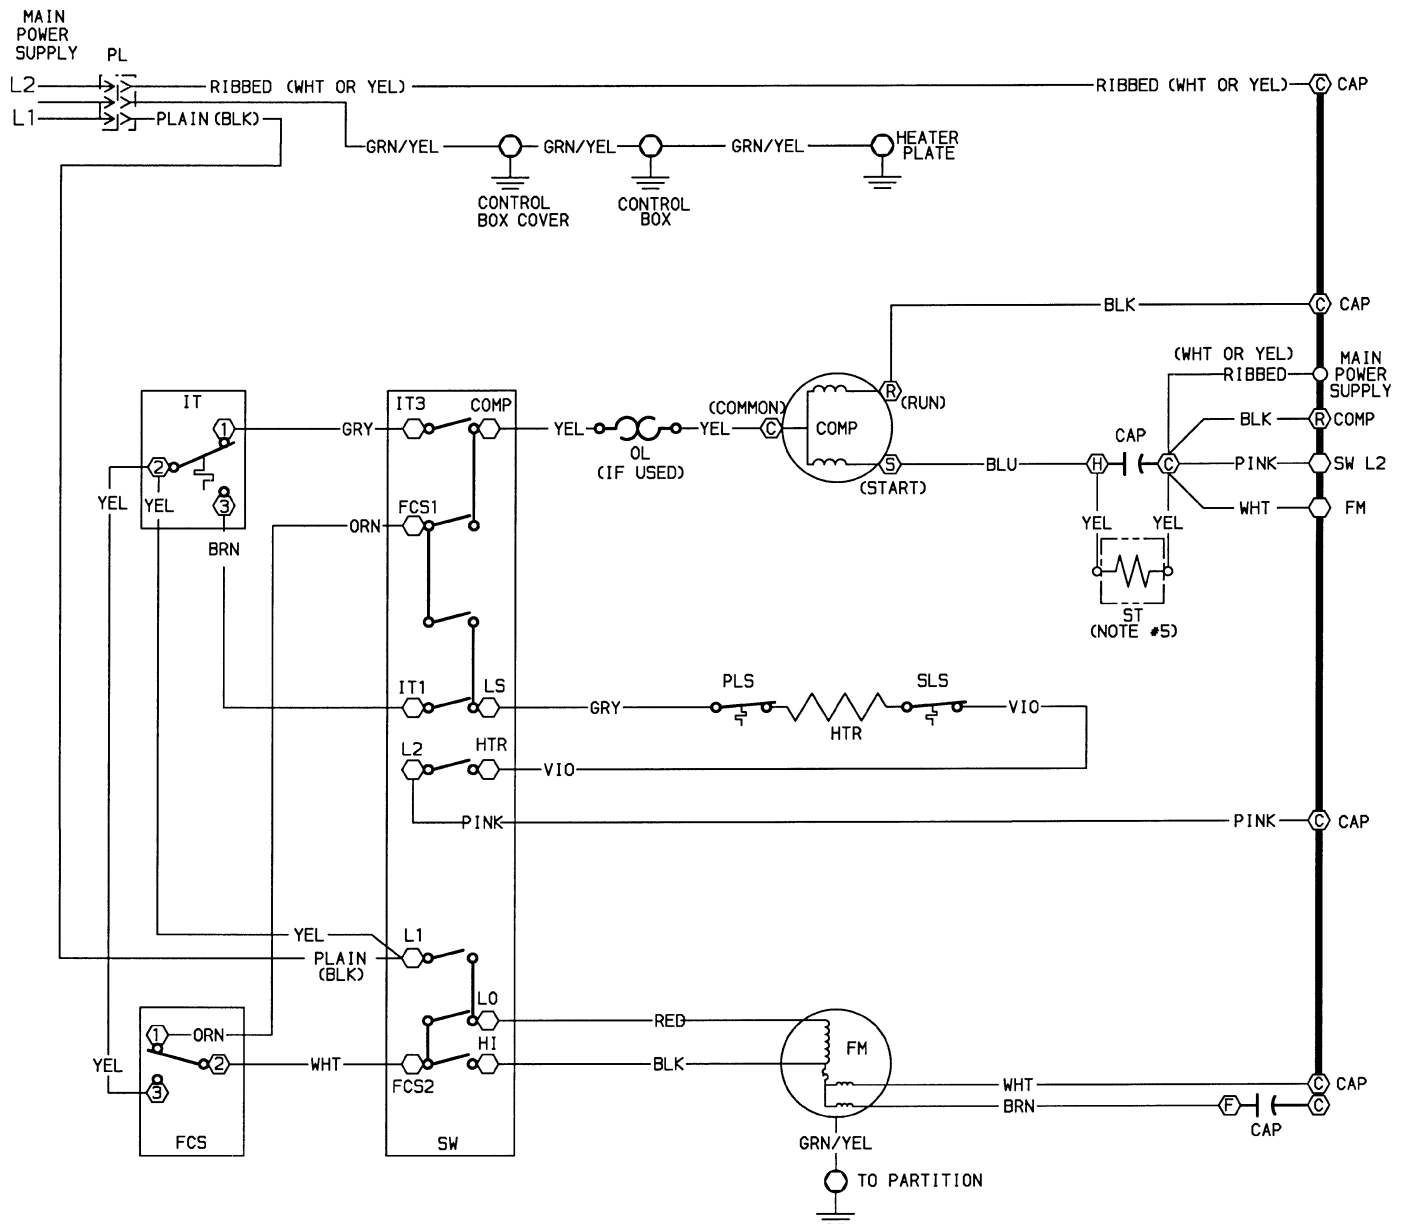 MAIN
POWER
SUPPLY
PL
L2
RIBBED (WHT OR YEL)
RIBBED (WHT OR YEL)
C
CAP
L1
PLAIN(BLK)
GRN/YEL
GRN/YEL
GRN/YEL
HEATER
PLATE
CONTROL
BOX COVER
CONTROL
BOX
BLK
C
CAP
(WHT OR YEL)
RIBBED
MAIN
POWER
SUPPLY
IT
1
GRY
IT3
COMP
YEL
OL
(IF USED)
YEL
(COMMON)
C
COMP
R
(RUN)
BLK
R
COMP
CAP
2
S
(START)
BLU
H
C
PINK
SW L2
YEL
YEL
3
BRN
ORN
FCS1
YEL
YEL
WHT
FM
ST
(NOTE #5)
IT1
LS
GRY
PLS
HTR
SLS
VIO
L2
HTR
VIO
PINK
PINK
C
CAP
YEL
L1
PLAIN
(BLK)
LO
RED
FM
1
ORN
HI
YEL
2
WHT
FCS2
BLK
3
WHT
C
CAP
BRN
F
CAP
C
FCS
SW
GRN/YEL
TO PARTITION